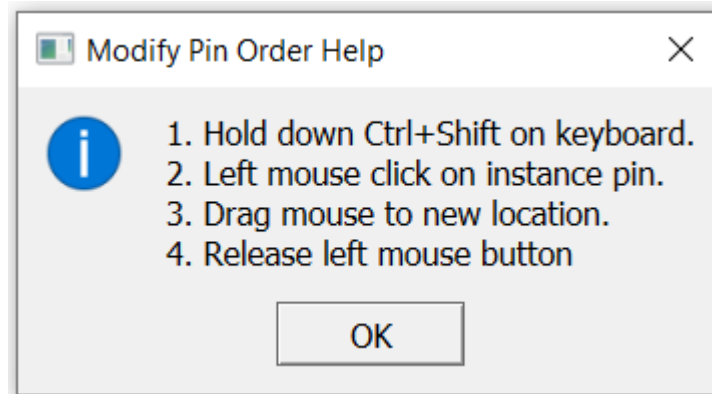 Modify Pin Order Help
1. Hold down Ctrl+Shift on keyboard.
2. Left mouse click on instance pin.
3. Drag mouse to new location.
4. Release left mouse button
OK